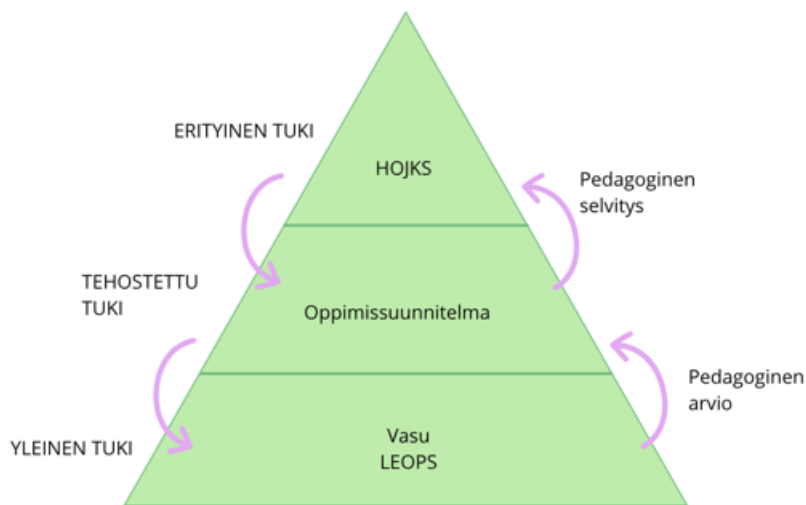 ERITYINEN TUKI
HOJKS
Pedagoginen
selvitys
TEHOSTETTU
TUKI
Oppimissuunnitelma
Pedagoginen
arvio
YLEINEN TUKI
Vasu
LEOPS